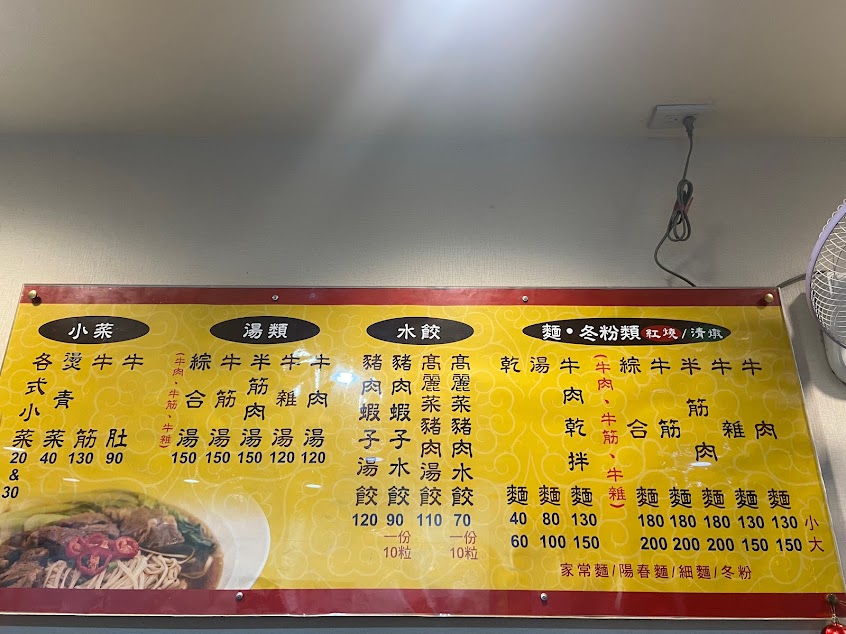 麵·冬粉類 紅燒/清燉
小 大
牛肉麵 130 150
牛雜麵 130 150
半筋肉麵 180 200
牛筋麵 180 200
綜合麵 180 200
(牛肉、牛筋、牛雜)
牛肉乾拌麵 130 150
湯麵 80 100
乾麵 40 60
家常麵/陽春麵/細麵/冬粉
水餃
高麗菜豬肉水餃 70
一份
10粒
高麗菜豬肉湯餃 110
豬肉蝦子水餃 90
一份
10粒
豬肉蝦子湯餃 120
湯類
牛肉湯 120
牛雜湯 120
半筋肉湯 150
牛筋湯 150
綜合湯 150
(牛肉、牛筋、牛雜)
小菜
牛肚 90
牛筋 130
燙青菜 40
各式小菜 20 & 30